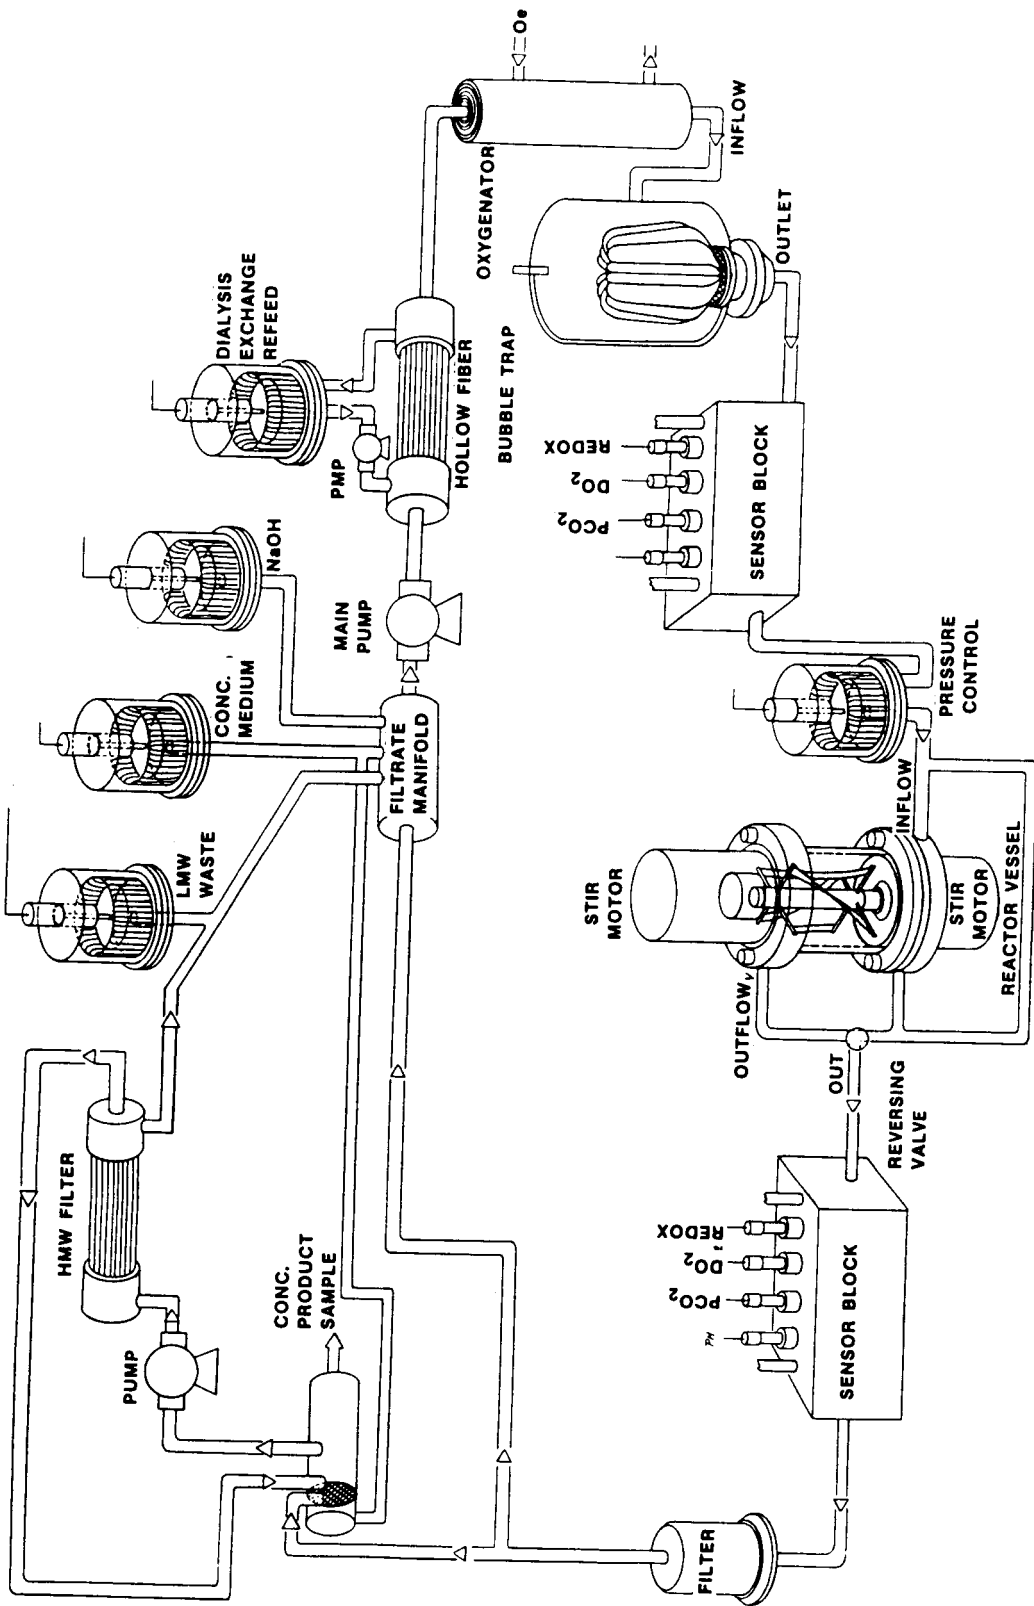 HMW FILTER
PUMP
CONC.
PRODUCT
SAMPLE
LMW
WASTE
CONC.
MEDIUM
NaOH
DIALYSIS
EXCHANGE
REFEED
PMP
FILTRATE
MANIFOLD
MAIN
PUMP
HOLLOW FIBER
BUBBLE TRAP
OXYGENATOR
Oe
INFLOW
OUTLET
REDOX
DO2
PCO2
SENSOR BLOCK
PRESSURE
CONTROL
INFLOW
STIR
MOTOR
STIR
MOTOR
REACTOR VESSEL
OUTFLOW
OUT
REVERSING
VALVE
REDOX
DO2
PCO2
PH
SENSOR BLOCK
FILTER